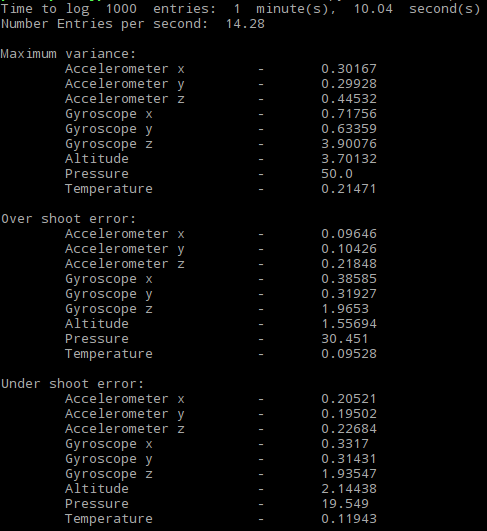 Time to log 1000 entries: 1 minute(s), 10.04 second(s)
Number Entries per second: 14.28
Maximum variance:
Accelerometer x - 0.30167
Accelerometer y - 0.29928
Accelerometer z - 0.44532
Gyroscope x - 0.71756
Gyroscope y - 0.63359
Gyroscope z - 3.90076
Altitude - 3.70132
Pressure - 50.0
Temperature - 0.21471
Over shoot error:
Accelerometer x - 0.09646
Accelerometer y - 0.10426
Accelerometer z - 0.21848
Gyroscope x - 0.38585
Gyroscope y - 0.31927
Gyroscope z - 1.9653
Altitude - 1.55694
Pressure - 30.451
Temperature - 0.09528
Under shoot error:
Accelerometer x - 0.20521
Accelerometer y - 0.19502
Accelerometer z - 0.22684
Gyroscope x - 0.3317
Gyroscope y - 0.31431
Gyroscope z - 1.93547
Altitude - 2.14438
Pressure - 19.549
Temperature - 0.11943